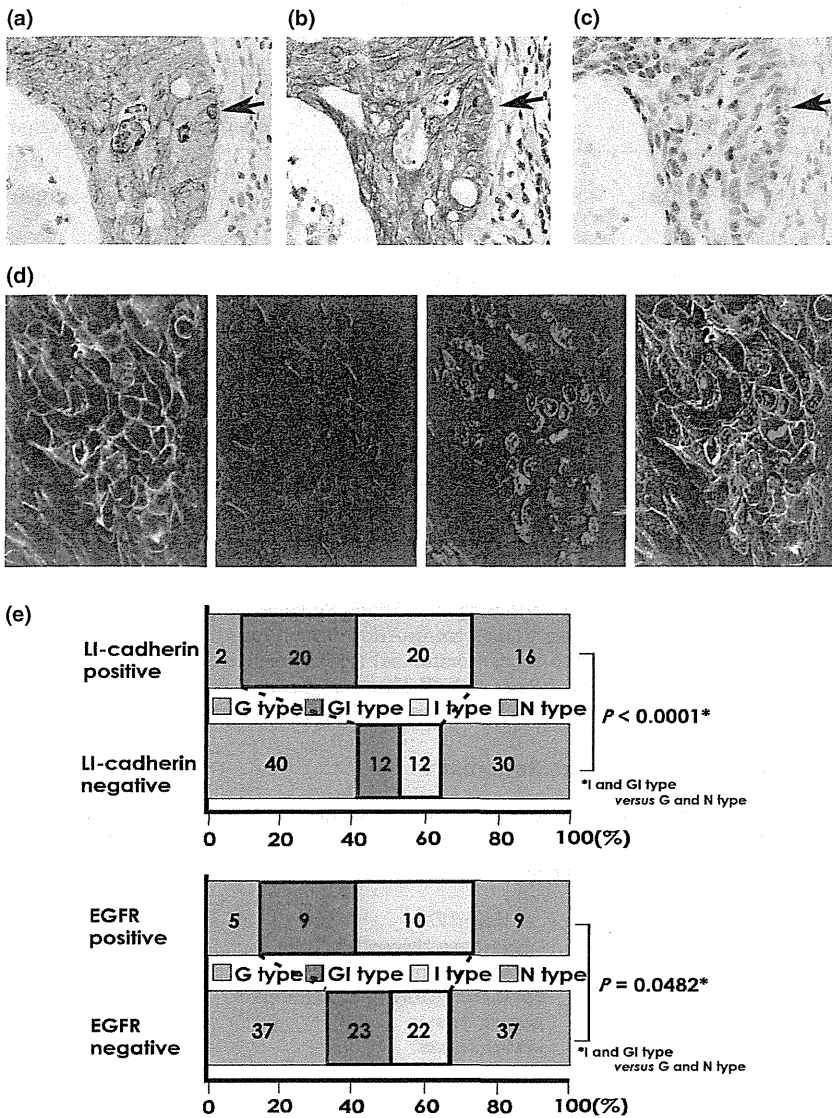 (a)
(b)
(c)
(d)
(e)
LI-cadherin positive
2 20 20 16
G type GI type I type N type
P < 0.0001*
LI-cadherin negative
40 12 12 30
*I and GI type
versus G and N type
0 20 40 60 80 100(%)
EGFR positive
5 9 10 9
G type GI type I type N type
P = 0.0482*
EGFR negative
37 23 22 37
*I and GI type
versus G and N type
0 20 40 60 80 100(%)